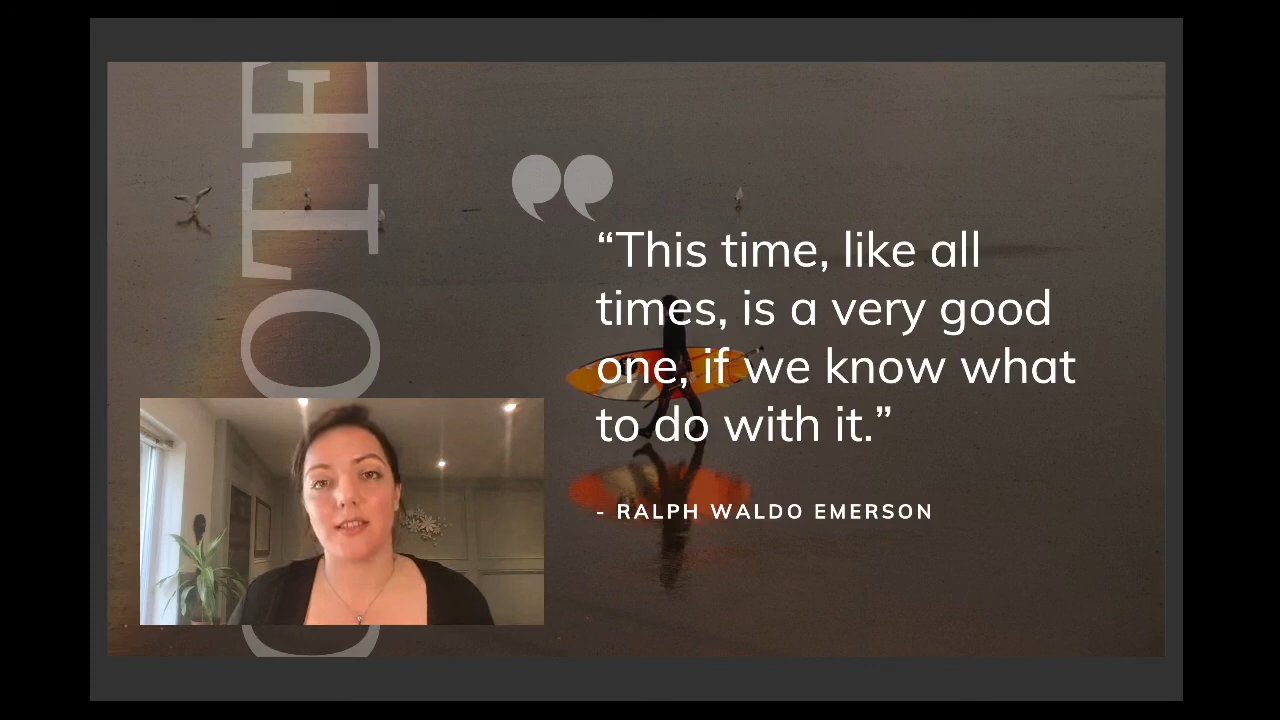 QUOTE
“This time, like all
times, is a very good
one, if we know what
to do with it.”
- RALPH WALDO EMERSON